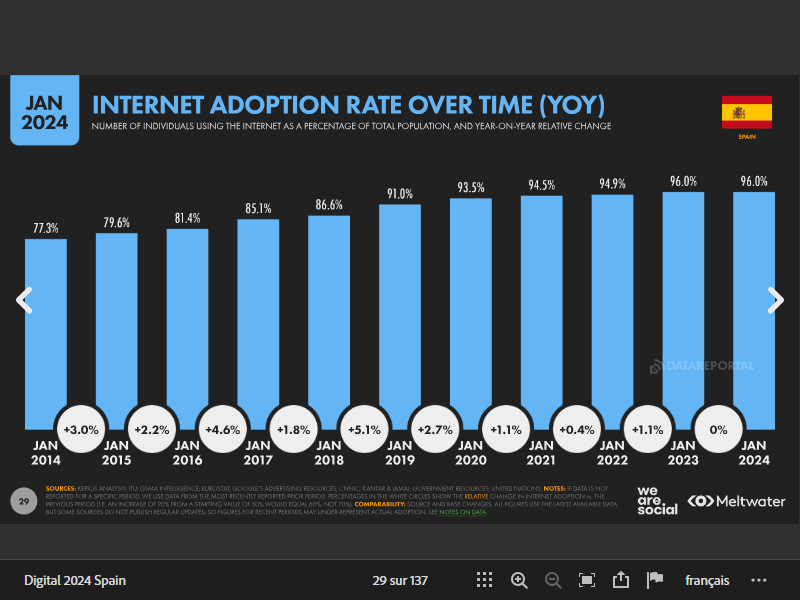 JAN
2024
INTERNET ADOPTION RATE OVER TIME (YOY)
NUMBER OF INDIVIDUALS USING THE INTERNET AS A PERCENTAGE OF TOTAL POPULATION, AND YEAR-ON-YEAR RELATIVE CHANGE
SPAIN
77.3%
79.6%
81.4%
85.1%
86.6%
91.0%
93.5%
94.5%
94.9%
96.0%
96.0%
DATAREPORTAL
+3.0%
+2.2%
+4.6%
+1.8%
+5.1%
+2.7%
+1.1%
+0.4%
+1.1%
0%
JAN 2014
JAN 2015
JAN 2016
JAN 2017
JAN 2018
JAN 2019
JAN 2020
JAN 2021
JAN 2022
JAN 2023
JAN 2024
29
SOURCES: KEPIOS ANALYSIS; ITU; GSMA INTELLIGENCE; EUROSTAT; GOOGLE'S ADVERTISING RESOURCES; CNNIC; KANTAR & IAMAI; GOVERNMENT RESOURCES; UNITED NATIONS. NOTES: IF DATA IS NOT
REPORTED FOR A SPECIFIC PERIOD, WE USE DATA FROM THE MOST RECENTLY REPORTED PRIOR PERIOD. PERCENTAGES IN THE WHITE CIRCLES SHOW THE RELATIVE CHANGE IN INTERNET ADOPTION vs. THE
PREVIOUS PERIOD (I.E. AN INCREASE OF 20% FROM A STARTING VALUE OF 50% WOULD EQUAL 60%, NOT 70%). COMPARABILITY: SOURCE AND BASE CHANGES. ALL FIGURES USE THE LATEST AVAILABLE DATA,
BUT SOME SOURCES DO NOT PUBLISH REGULAR UPDATES, SO FIGURES FOR RECENT PERIODS MAY UNDER-REPRESENT ACTUAL ADOPTION. SEE NOTES ON DATA.
we
are.
social
Meltwater
Digital 2024 Spain
29 sur 137
français